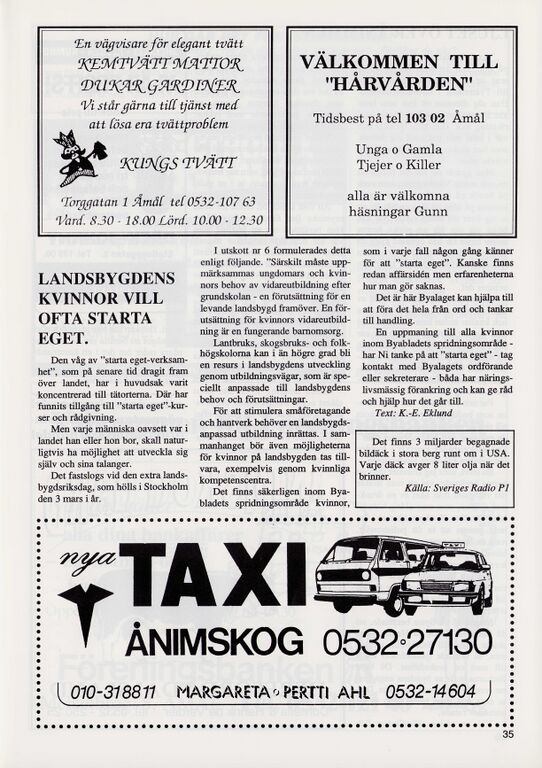 En vägvisare för elegant tvätt
KEMTVÄTT MATTOR
DUKAR GARDINER
Vi står gärna till tjänst med
att lösa era tvättproblem
KUNGS TVÄTT
Torggatan 1 Åmål tel 0532-107 63
Vard. 8.30 - 18.00 Lörd. 10.00 - 12.30
VÄLKOMMEN TILL
"HÅRVÅRDEN"
Tidsbest på tel 103 02 Åmål
Unga o Gamla
Tjejer o Killer
alla är välkomna
häsningar Gunn
LANDSBYGDENS
KVINNOR VILL
OFTA STARTA
EGET.
Den våg av "starta eget-verksam-
het", som på senare tid dragit fram
över landet, har i huvudsak varit
koncentrerad till tätorterna. Där har
funnits tillgång till "starta eget"-kur-
ser och rådgivning.
Men varje människa oavsett var i
landet han eller hon bor, skall natur-
ligtvis ha möjlighet att utveckla sig
själv och sina talanger.
Det fastslogs vid den extra lands-
bygdsriksdag, som hölls i Stockholm
den 3 mars i år.
I utskott nr 6 formulerades detta
enligt följande. "Särskilt måste upp-
märksammas ungdomars och kvin-
nors behov av vidareutbildning efter
grundskolan - en förutsättning för en
levande landsbygd framöver. En för-
utsättning för kvinnors vidareutbild-
ning är en fungerande barnomsorg.
Lantbruks, skogsbruks- och folk-
högskolorna kan i än högre grad bli
en resurs i landsbygdens utveckling
genom utbildningsvägar, som är spe-
ciellt anpassade till landsbygdens
behov och förutsättningar.
För att stimulera småföretagande
och hantverk behöver en landsbygds-
anpassad utbildning inrättas. I sam-
manhanget bör även möjligheterna
för kvinnor på landsbygden tas till-
vara, exempelvis genom kvinnliga
kompetenscentra.
Det finns säkerligen inom Bya-
bladets spridningsområde kvinnor,
som i varje fall någon gång känner
för att "starta eget". Kanske finns
redan affärsidén men erfarenheterna
hur man gör saknas.
Det är här Byalaget kan hjälpa till
att föra det hela från ord och tankar
till handling.
En uppmaning till alla kvinnor
inom Byabladets spridningsområde -
har Ni tanke på att "starta eget" - tag
kontakt med Byalagets ordförande
eller sekreterare - båda har närings-
livsmässig förankring och kan ge råd
och hjälp hur det går till.
Text: K.-E. Eklund
Det finns 3 miljarder begagnade
bildäck i stora berg runt om i USA.
Varje däck avger 8 liter olja när det
brinner.
Källa: Sveriges Radio P1
nya TAXI
TAXI
ÅNIMSKOG 0532-27130
010-318811 MARGARETA o PERTTI AHL 0532-14604
35